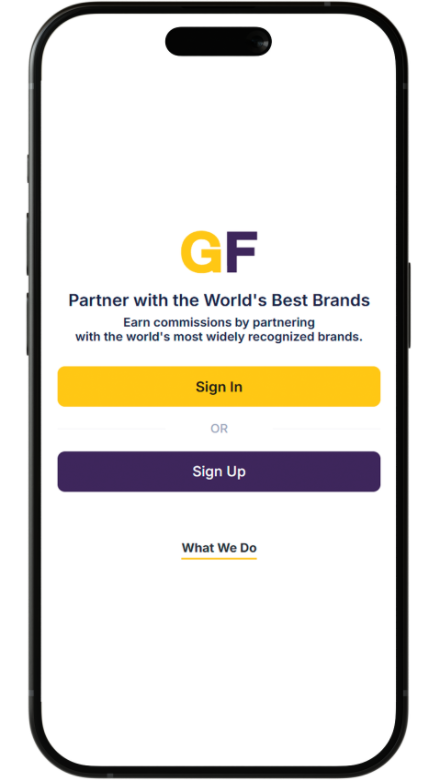 GF
Partner with the World's Best Brands
Earn commissions by partnering
with the world's most widely recognized brands.
Sign In
OR
Sign Up
What We Do